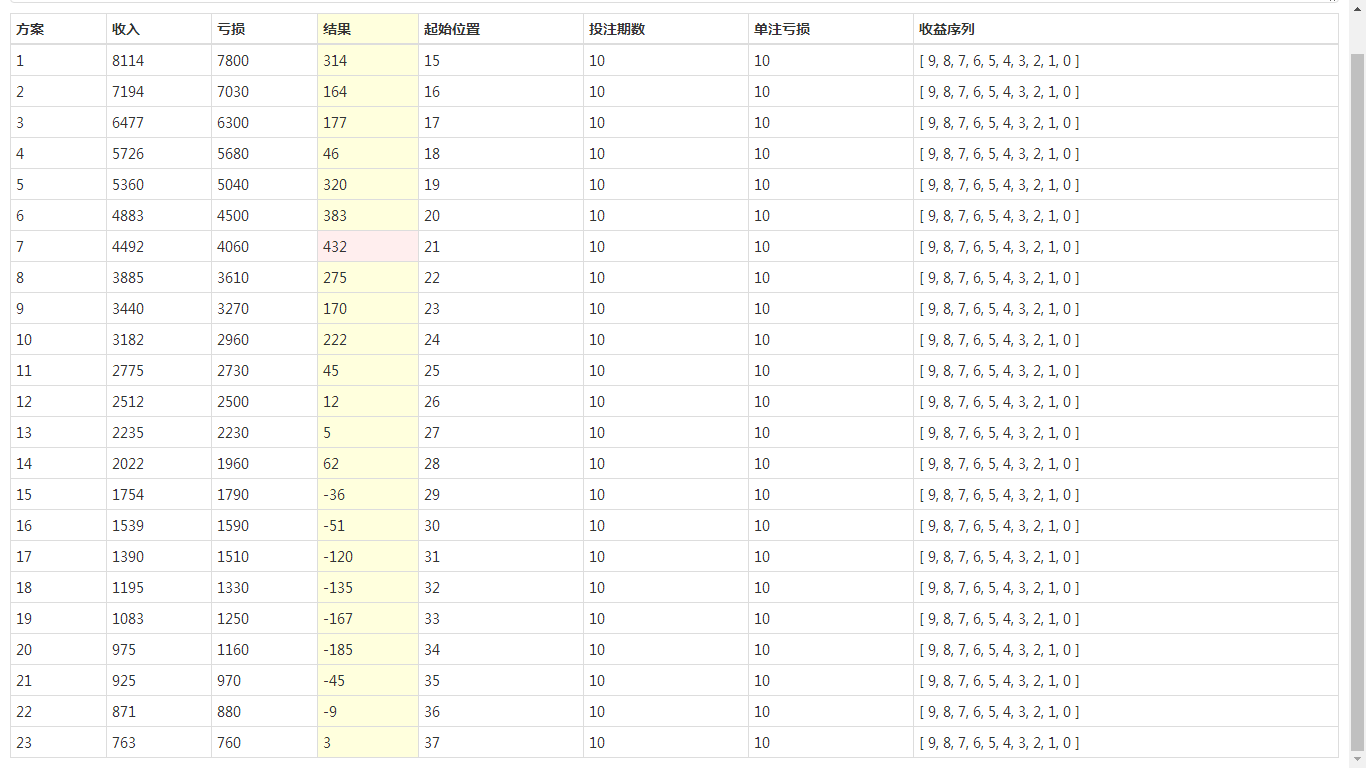 方案 收入 亏损 结果 起始位置 投注期数 单注亏损 收益序列
1 8114 7800 314 15 10 10 [ 9, 8, 7, 6, 5, 4, 3, 2, 1, 0 ]
2 7194 7030 164 16 10 10 [ 9, 8, 7, 6, 5, 4, 3, 2, 1, 0 ]
3 6477 6300 177 17 10 10 [ 9, 8, 7, 6, 5, 4, 3, 2, 1, 0 ]
4 5726 5680 46 18 10 10 [ 9, 8, 7, 6, 5, 4, 3, 2, 1, 0 ]
5 5360 5040 320 19 10 10 [ 9, 8, 7, 6, 5, 4, 3, 2, 1, 0 ]
6 4883 4500 383 20 10 10 [ 9, 8, 7, 6, 5, 4, 3, 2, 1, 0 ]
7 4492 4060 432 21 10 10 [ 9, 8, 7, 6, 5, 4, 3, 2, 1, 0 ]
8 3885 3610 275 22 10 10 [ 9, 8, 7, 6, 5, 4, 3, 2, 1, 0 ]
9 3440 3270 170 23 10 10 [ 9, 8, 7, 6, 5, 4, 3, 2, 1, 0 ]
10 3182 2960 222 24 10 10 [ 9, 8, 7, 6, 5, 4, 3, 2, 1, 0 ]
11 2775 2730 45 25 10 10 [ 9, 8, 7, 6, 5, 4, 3, 2, 1, 0 ]
12 2512 2500 12 26 10 10 [ 9, 8, 7, 6, 5, 4, 3, 2, 1, 0 ]
13 2235 2230 5 27 10 10 [ 9, 8, 7, 6, 5, 4, 3, 2, 1, 0 ]
14 2022 1960 62 28 10 10 [ 9, 8, 7, 6, 5, 4, 3, 2, 1, 0 ]
15 1754 1790 -36 29 10 10 [ 9, 8, 7, 6, 5, 4, 3, 2, 1, 0 ]
16 1539 1590 -51 30 10 10 [ 9, 8, 7, 6, 5, 4, 3, 2, 1, 0 ]
17 1390 1510 -120 31 10 10 [ 9, 8, 7, 6, 5, 4, 3, 2, 1, 0 ]
18 1195 1330 -135 32 10 10 [ 9, 8, 7, 6, 5, 4, 3, 2, 1, 0 ]
19 1083 1250 -167 33 10 10 [ 9, 8, 7, 6, 5, 4, 3, 2, 1, 0 ]
20 975 1160 -185 34 10 10 [ 9, 8, 7, 6, 5, 4, 3, 2, 1, 0 ]
21 925 970 -45 35 10 10 [ 9, 8, 7, 6, 5, 4, 3, 2, 1, 0 ]
22 871 880 -9 36 10 10 [ 9, 8, 7, 6, 5, 4, 3, 2, 1, 0 ]
23 763 760 3 37 10 10 [ 9, 8, 7, 6, 5, 4, 3, 2, 1, 0 ]